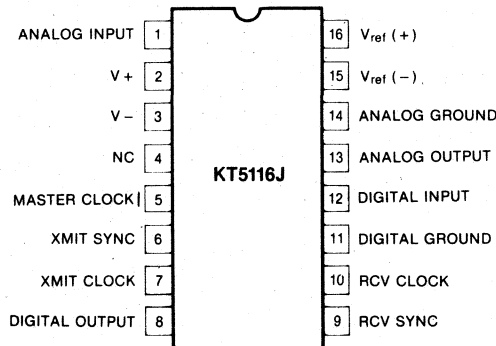 ANALOG INPUT 1 16 Vref (+)
V+ 2 15 Vref (−)
V− 3 14 ANALOG GROUND
NC 4 13 ANALOG OUTPUT
KT5116J
MASTER CLOCK 5 12 DIGITAL INPUT
XMIT SYNC 6 11 DIGITAL GROUND
XMIT CLOCK 7 10 RCV CLOCK
DIGITAL OUTPUT 8 9 RCV SYNC